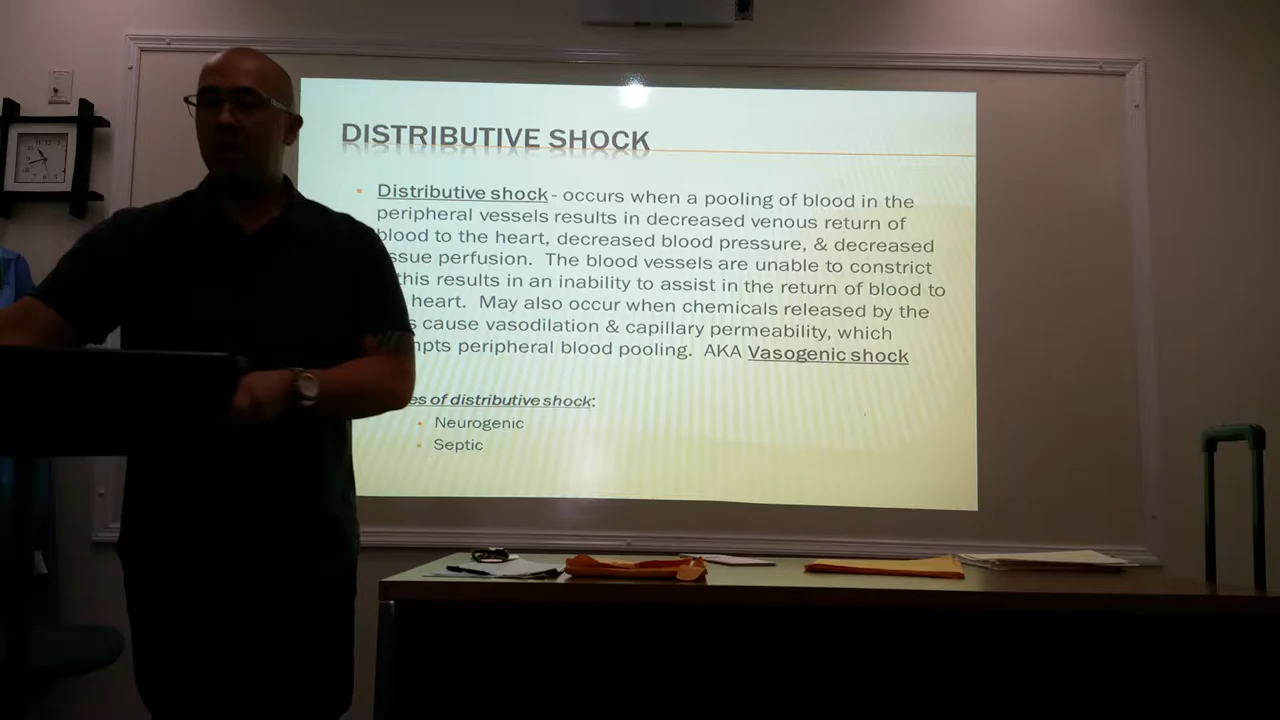 DISTRIBUTIVE SHOCK
Distributive shock - occurs when a pooling of blood in the
peripheral vessels results in decreased venous return of
blood to the heart, decreased blood pressure, & decreased
perfusion. The blood vessels are unable to constrict
this results in an inability to assist in the return of blood to
heart. May also occur when chemicals released by the
cause vasodilation & capillary permeability, which
peripheral blood pooling. AKA Vasogenic shock
of distributive shock:
Neurogenic
Septic